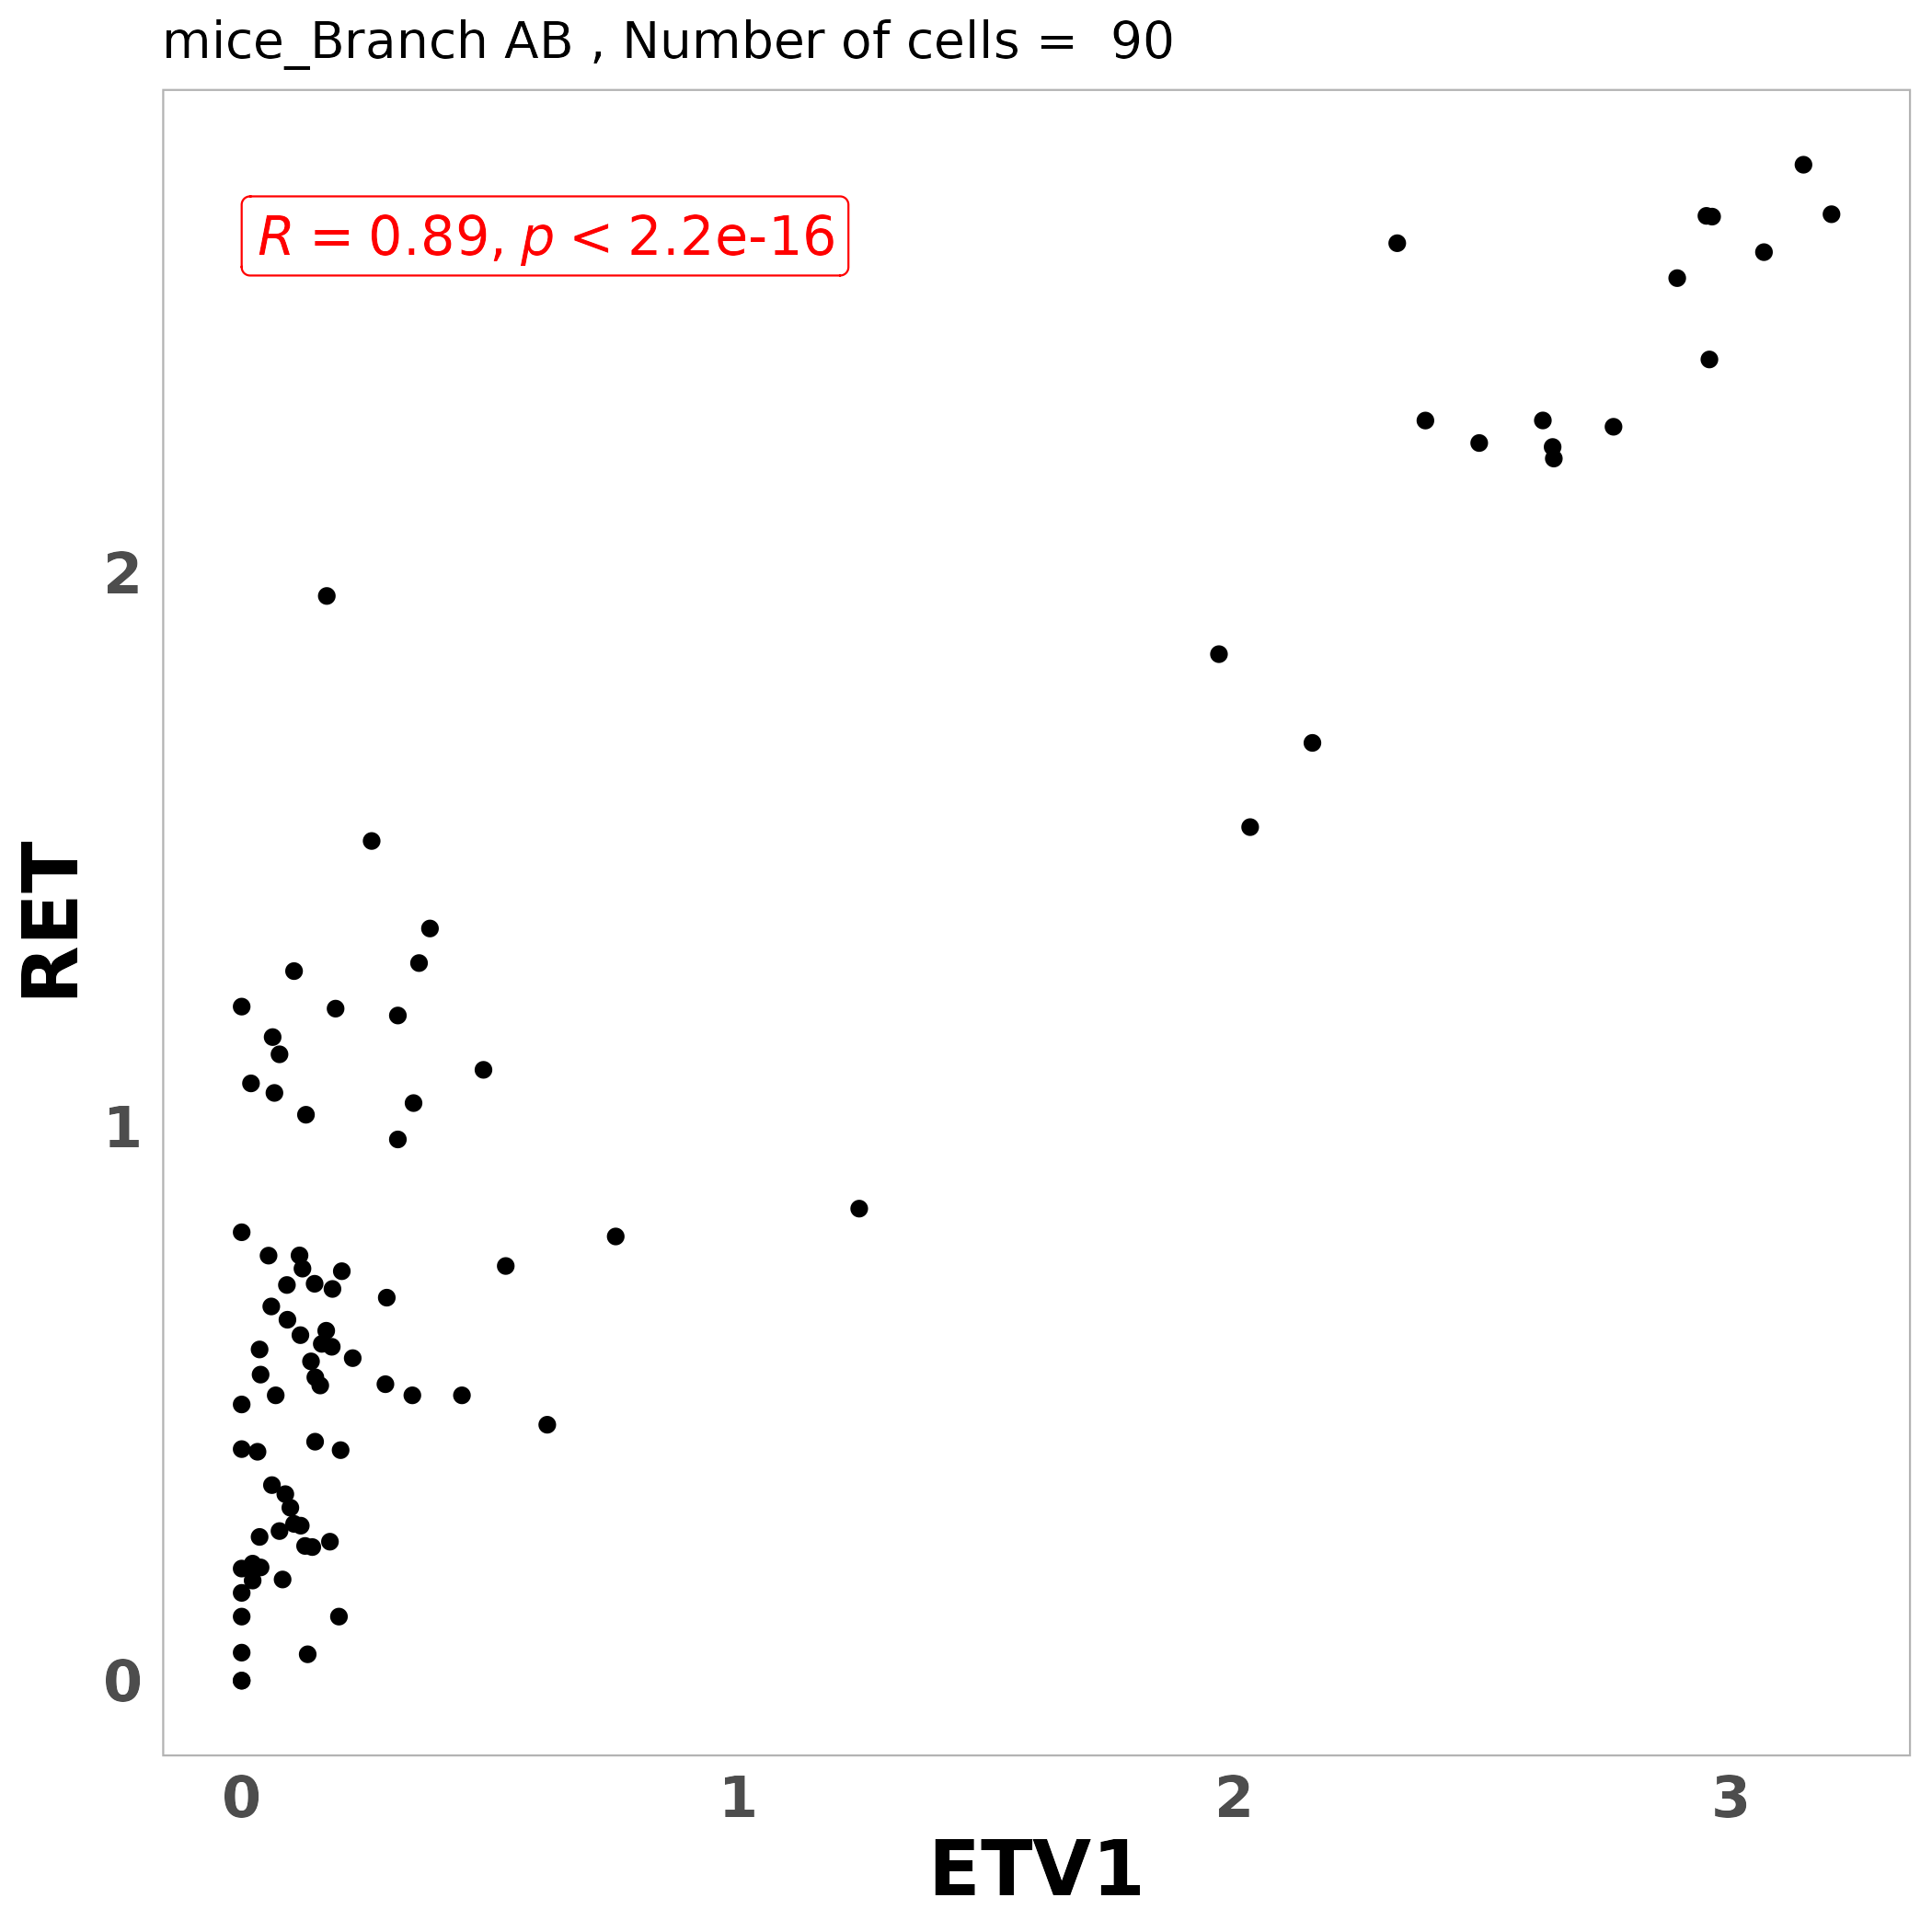 mice_Branch AB , Number of cells =  90
R = 0.89, p < 2.2e-16
2
1
0
RET
0 1 2 3
ETV1